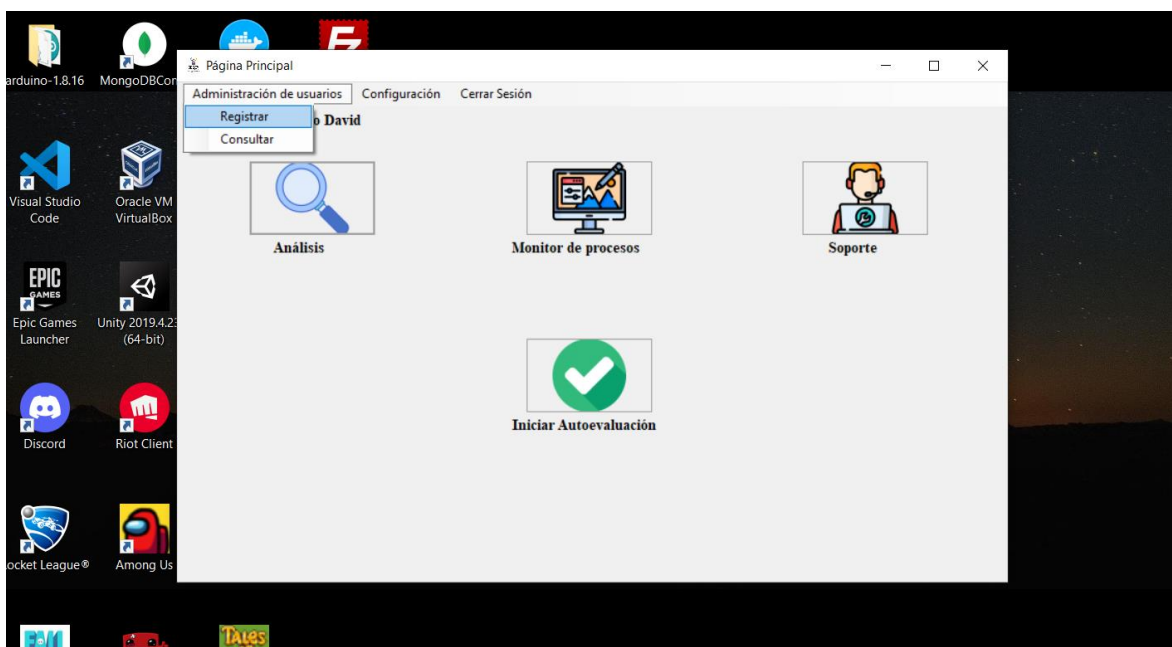 arduino-1.8.16
MongoDBCon
Página Principal
Administración de usuarios Configuración Cerrar Sesión
Registrar
Consultar
o David
Análisis
Monitor de procesos
Soporte
Iniciar Autoevaluación
Visual Studio
Code
Oracle VM
VirtualBox
EPIC
GAMES
Epic Games
Launcher
Unity 2019.4.23
(64-bit)
Discord
Riot Client
ocket League®
Among Us
TALES